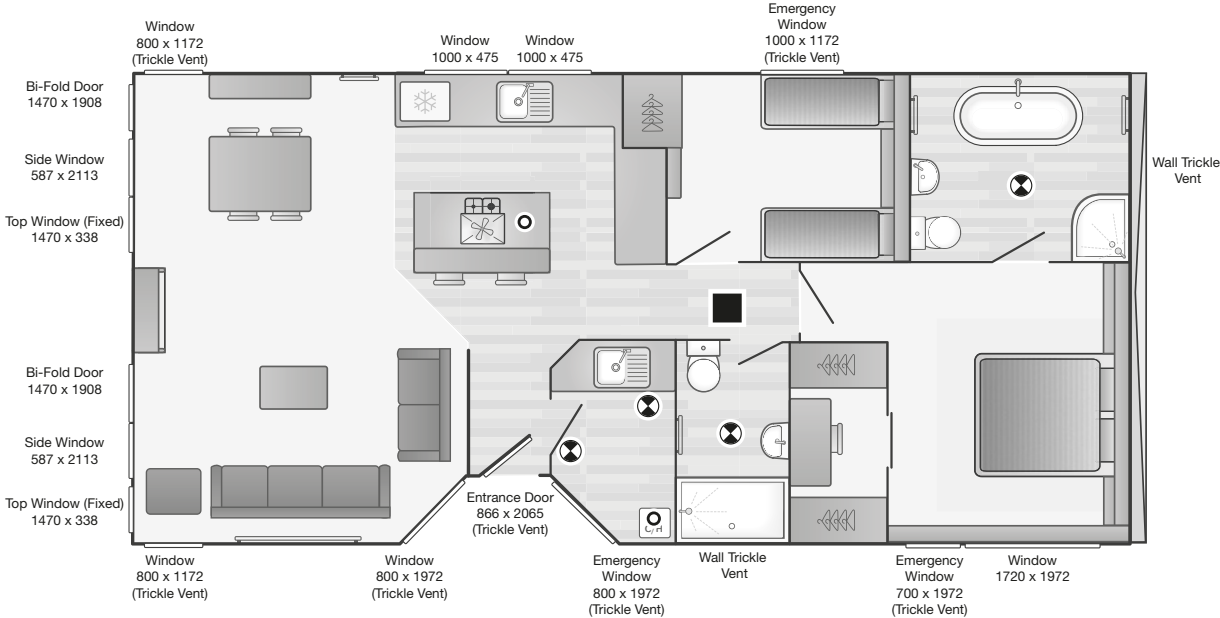 Window
800 x 1172
(Trickle Vent)
Window
1000 x 475
Window
1000 x 475
Emergency
Window
1000 x 1172
(Trickle Vent)
Bi-Fold Door
1470 x 1908
Side Window
587 x 2113
Top Window (Fixed)
1470 x 338
Wall Trickle
Vent
Bi-Fold Door
1470 x 1908
Side Window
587 x 2113
Top Window (Fixed)
1470 x 338
Entrance Door
866 x 2065
(Trickle Vent)
C/H
Window
800 x 1172
(Trickle Vent)
Window
800 x 1972
(Trickle Vent)
Emergency
Window
800 x 1972
(Trickle Vent)
Wall Trickle
Vent
Emergency
Window
700 x 1972
(Trickle Vent)
Window
1720 x 1972